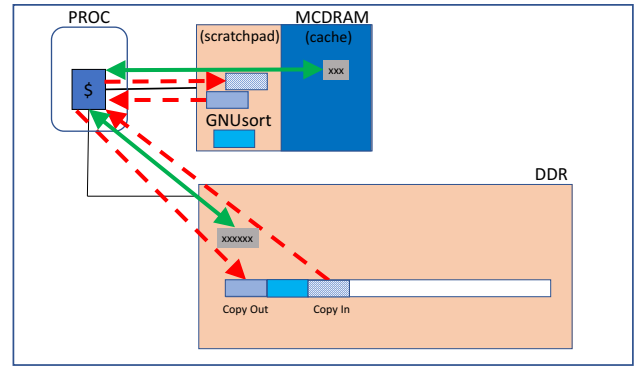 PROC
MCDRAM
(scratchpad)
(cache)
xxx
$
GNUsort
DDR
xxxxxx
Copy Out
Copy In